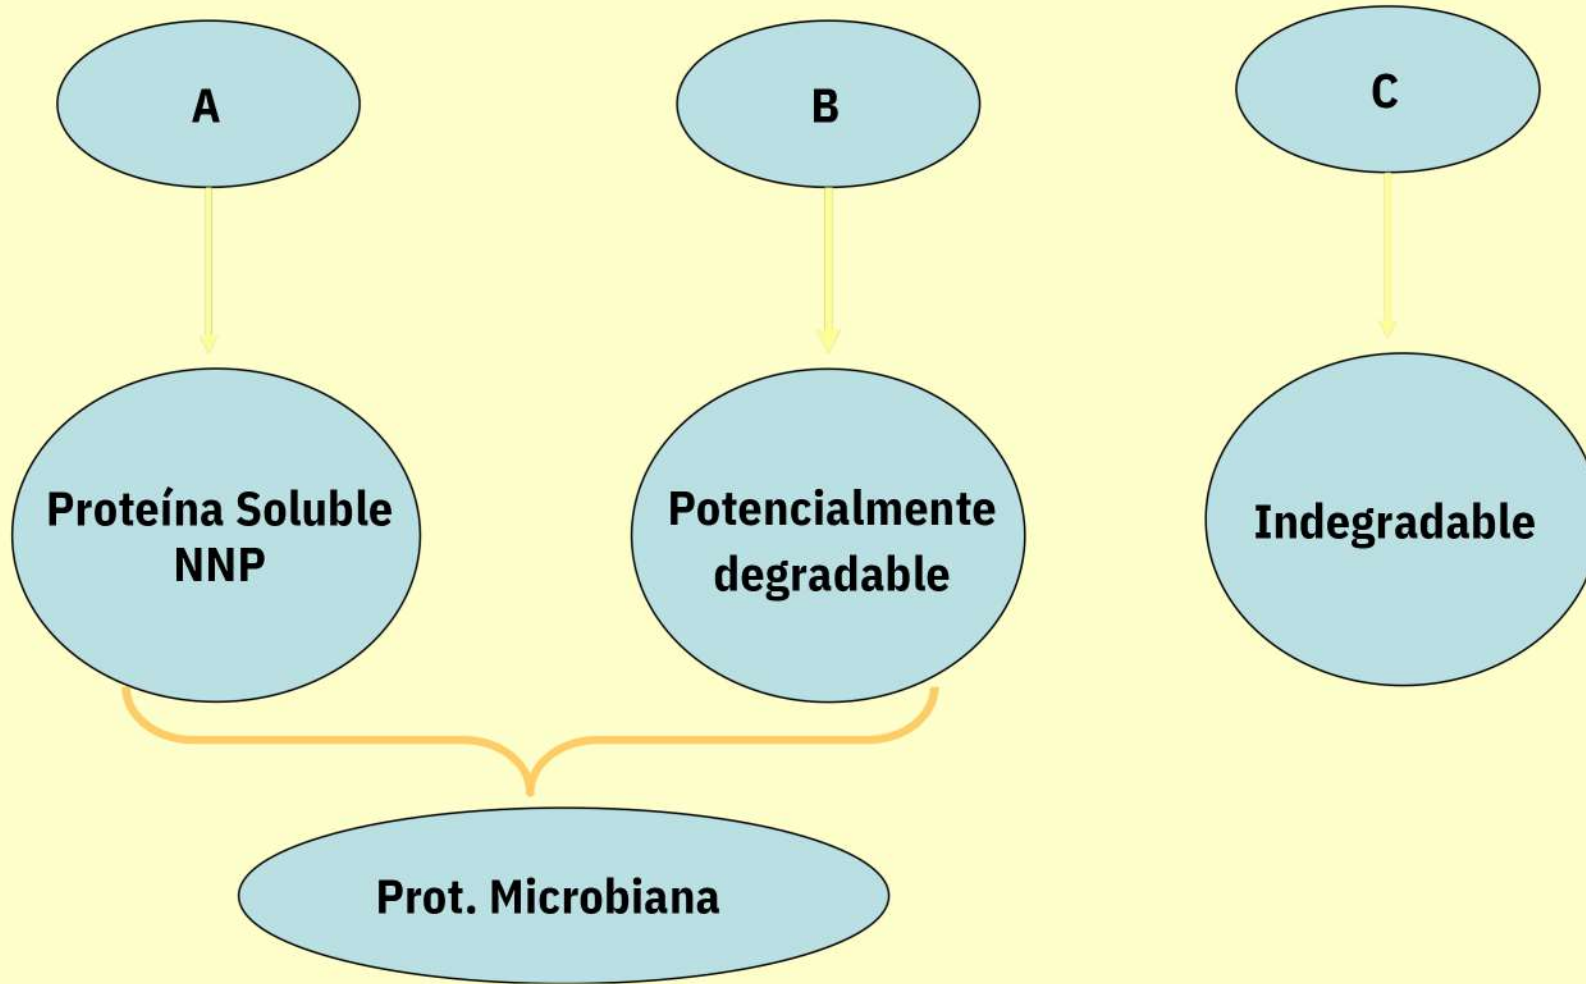 A
B
C
Proteína Soluble
NNP
Potencialmente
degradable
Indegradable
Prot. Microbiana